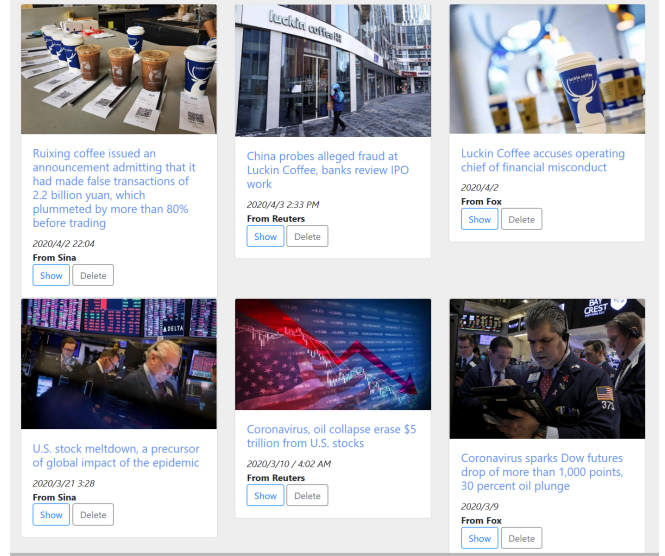 luckin coffee
Ruixing coffee issued an
announcement admitting that it
had made false transactions of
2.2 billion yuan, which
plummeted by more than 80%
before trading
2020/4/2 22:04
From Sina
Show Delete
China probes alleged fraud at
Luckin Coffee, banks review IPO
work
2020/4/3 2:33 PM
From Reuters
Show Delete
luckin coffee
Luckin Coffee accuses operating
chief of financial misconduct
2020/4/2
From Fox
Show Delete
DELTA
U.S. stock meltdown, a precursor
of global impact of the epidemic
2020/3/21 3:28
From Sina
Show Delete
Coronavirus, oil collapse erase $5
trillion from U.S. stocks
2020/3/10 / 4:02 AM
From Reuters
Show Delete
BAY
CREST
Coronavirus sparks Dow futures
drop of more than 1,000 points,
30 percent oil plunge
2020/3/9
From Fox
Show Delete